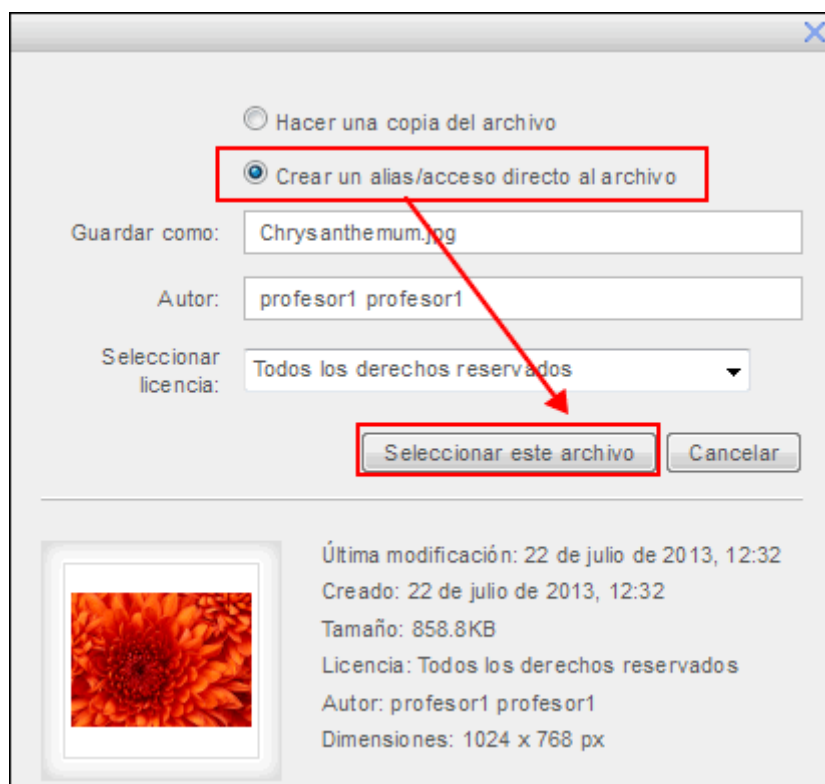 Hacer una copia del archivo
Crear un alias/acceso directo al archivo
Guardar como: Chrysanthemum.jpg
Autor: profesor1 profesor1
Seleccionar
licencia: Todos los derechos reservados
Seleccionar este archivo Cancelar
Última modificación: 22 de julio de 2013, 12:32
Creado: 22 de julio de 2013, 12:32
Tamaño: 858.8KB
Licencia: Todos los derechos reservados
Autor: profesor1 profesor1
Dimensiones: 1024 x 768 px